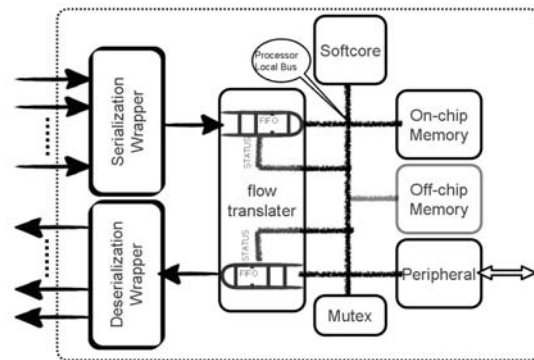 Serialization
Wrapper
Deserialization
Wrapper
FIFO
STATUS
flow
translater
STATUS
FIFO
Processor
Local Bus
Softcore
On-chip
Memory
Off-chip
Memory
Peripheral
Mutex